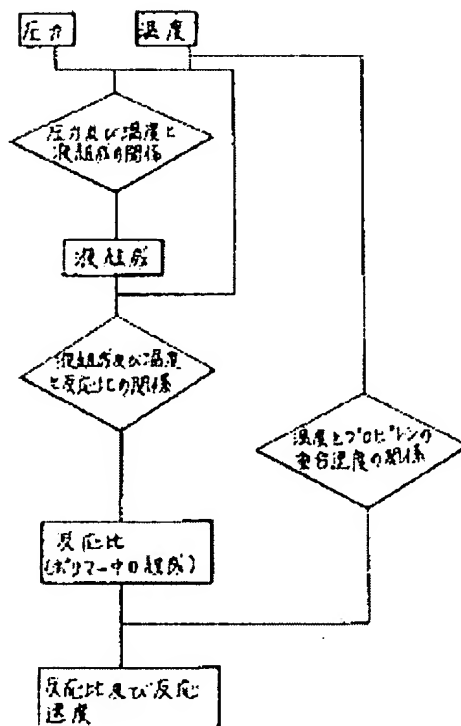 圧力
温度
圧力及び温度と
液組成の関係
液組成
液組成及び温度
と反応比の関係
温度とプロピレンの
重合速度の関係
反応比
(ポリマー中の組成)
反応比及び反応
速度